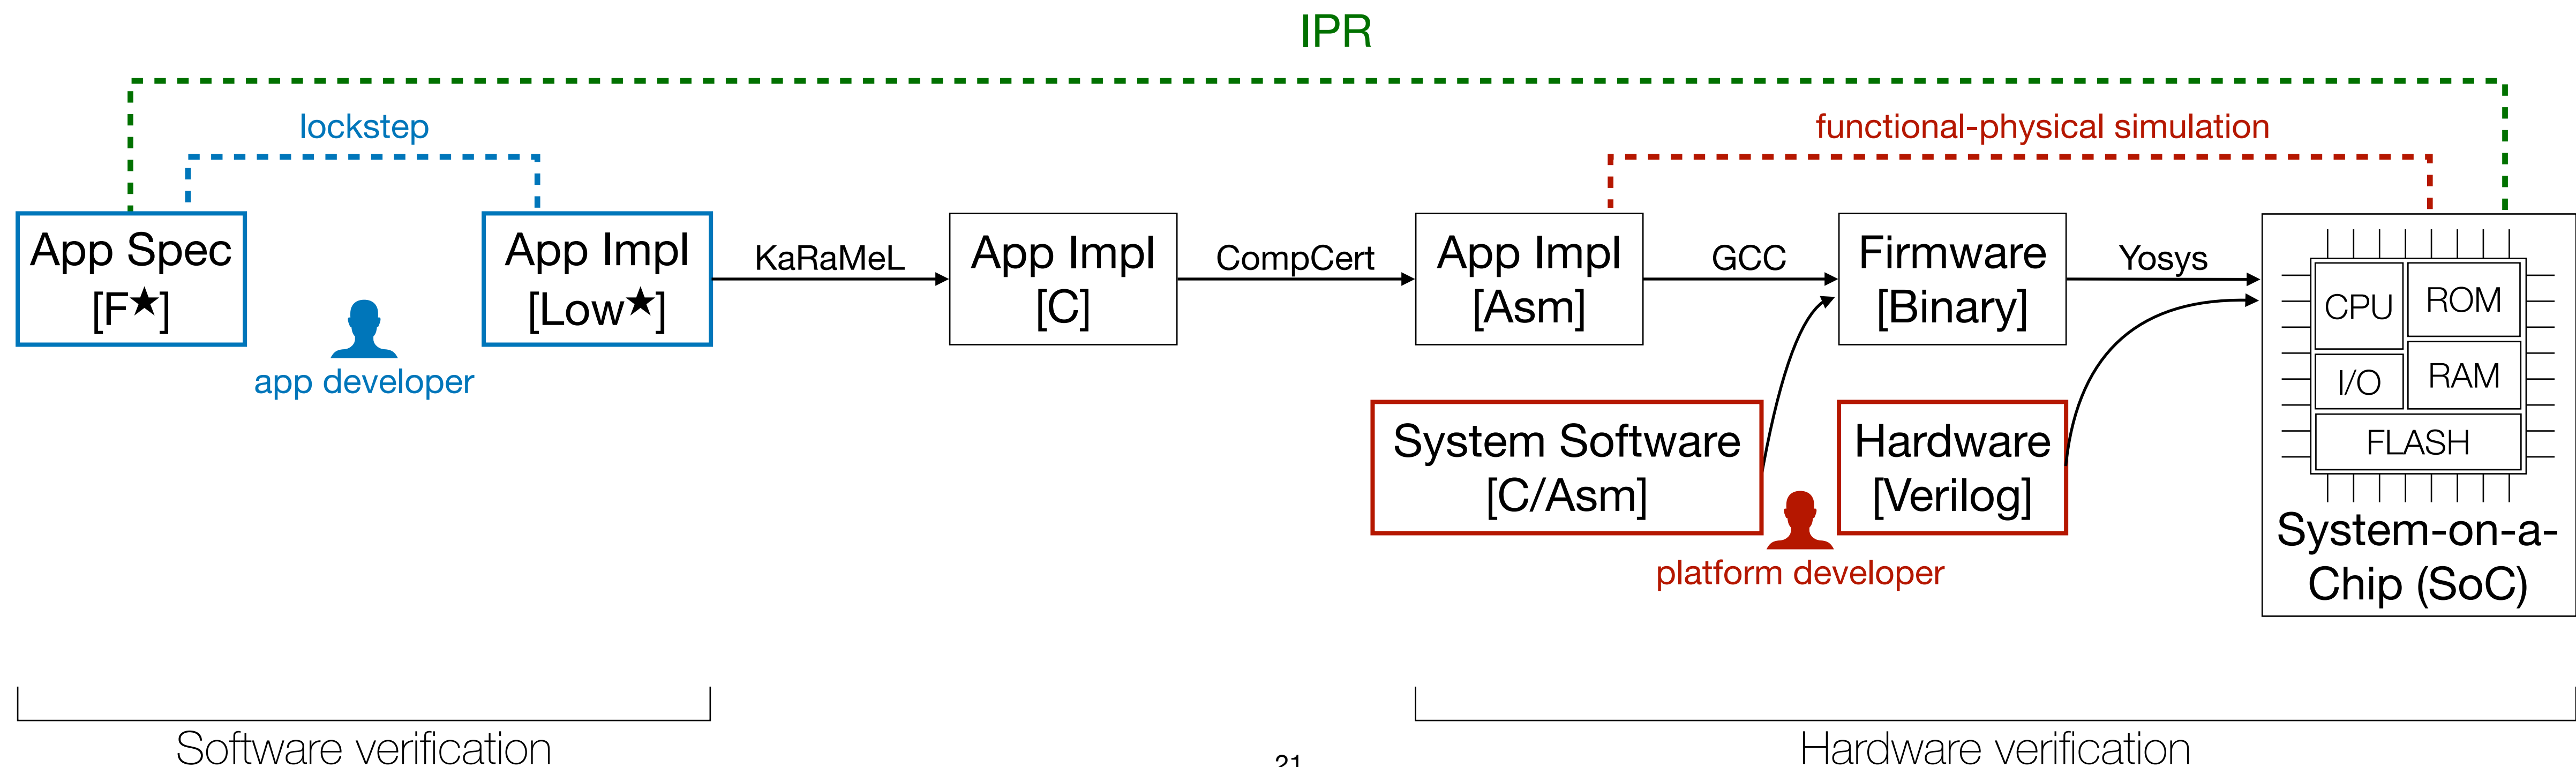 IPR
lockstep
functional-physical simulation
App Spec
[F★]
App Impl
[Low★]
KaRaMeL
App Impl
[C]
CompCert
App Impl
[Asm]
GCC
Firmware
[Binary]
Yosys
CPU
ROM
I/O
RAM
FLASH
System-on-a-
Chip (SoC)
app developer
System Software
[C/Asm]
Hardware
[Verilog]
platform developer
Software verification
21
Hardware verification